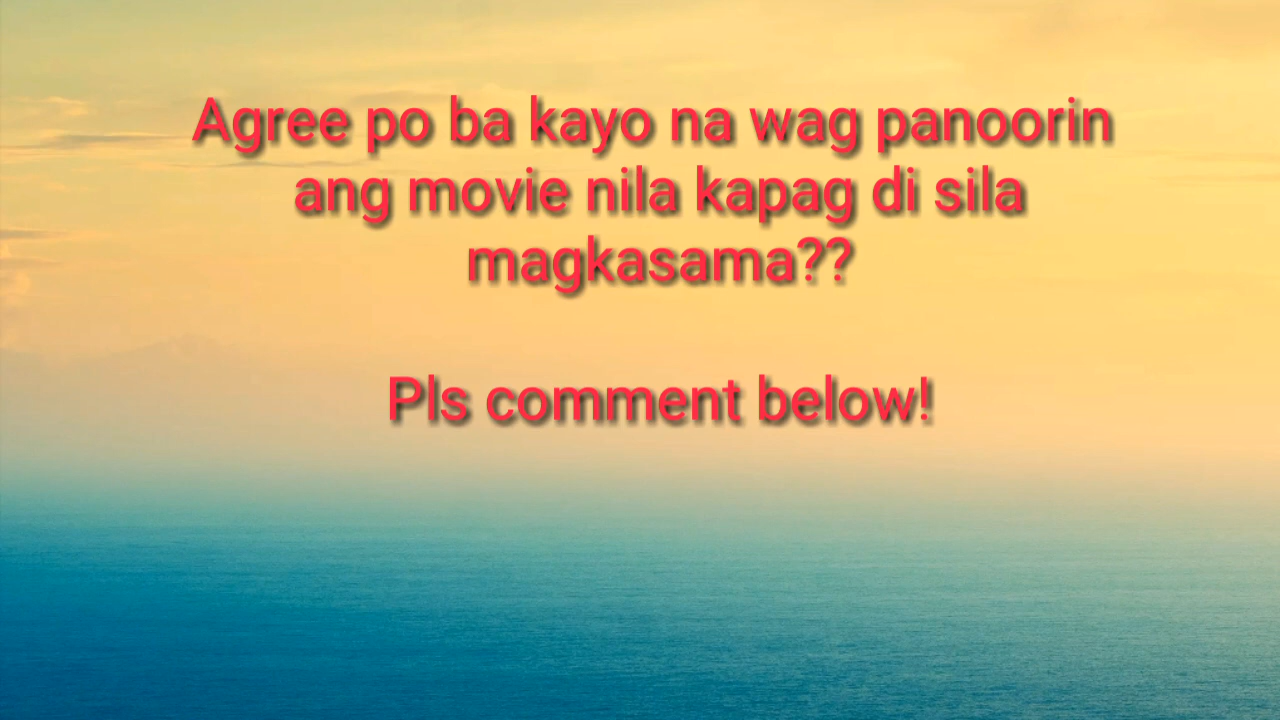 Agree po ba kayo na wag panoorin
ang movie nila kapag di sila
magkasama??
Pls comment below!